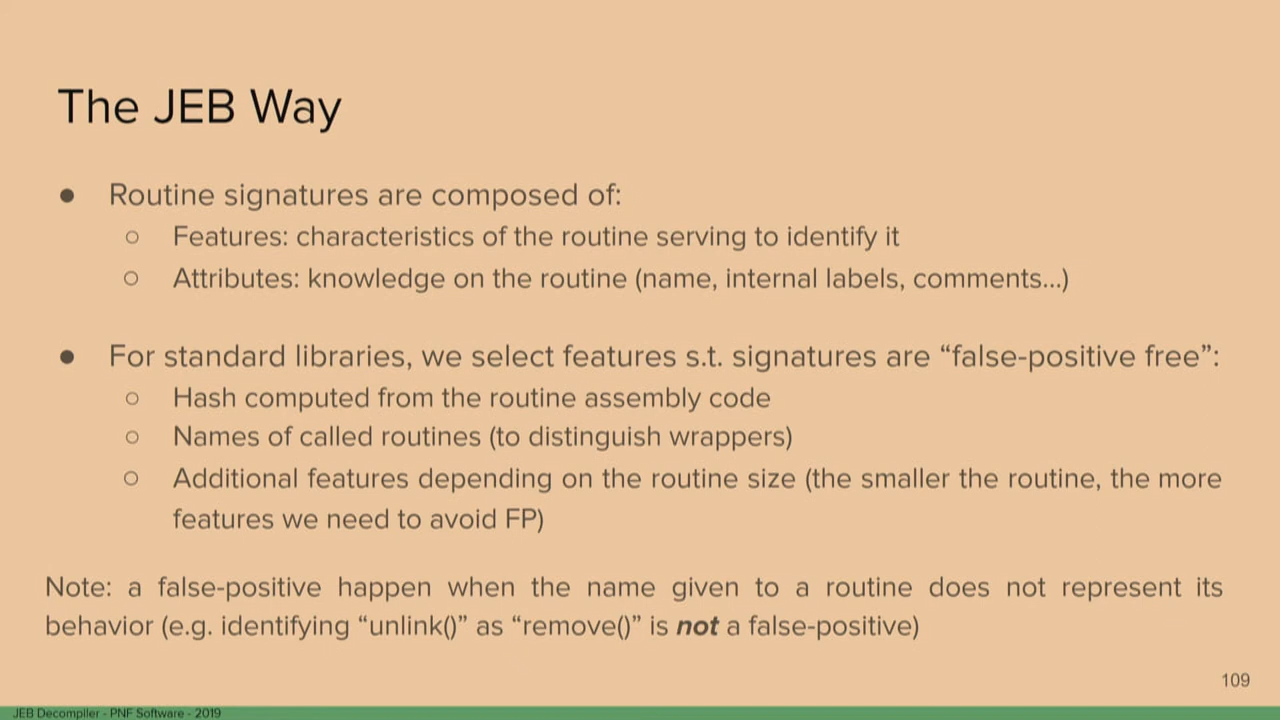 The JEB Way
● Routine signatures are composed of:
○ Features: characteristics of the routine serving to identify it
○ Attributes: knowledge on the routine (name, internal labels, comments...)
● For standard libraries, we select features s.t. signatures are “false-positive free”:
○ Hash computed from the routine assembly code
○ Names of called routines (to distinguish wrappers)
○ Additional features depending on the routine size (the smaller the routine, the more
features we need to avoid FP)
Note: a false-positive happen when the name given to a routine does not represent its
behavior (e.g. identifying “unlink()” as “remove()” is not a false-positive)
109
JEB Decompiler - PNF Software - 2019